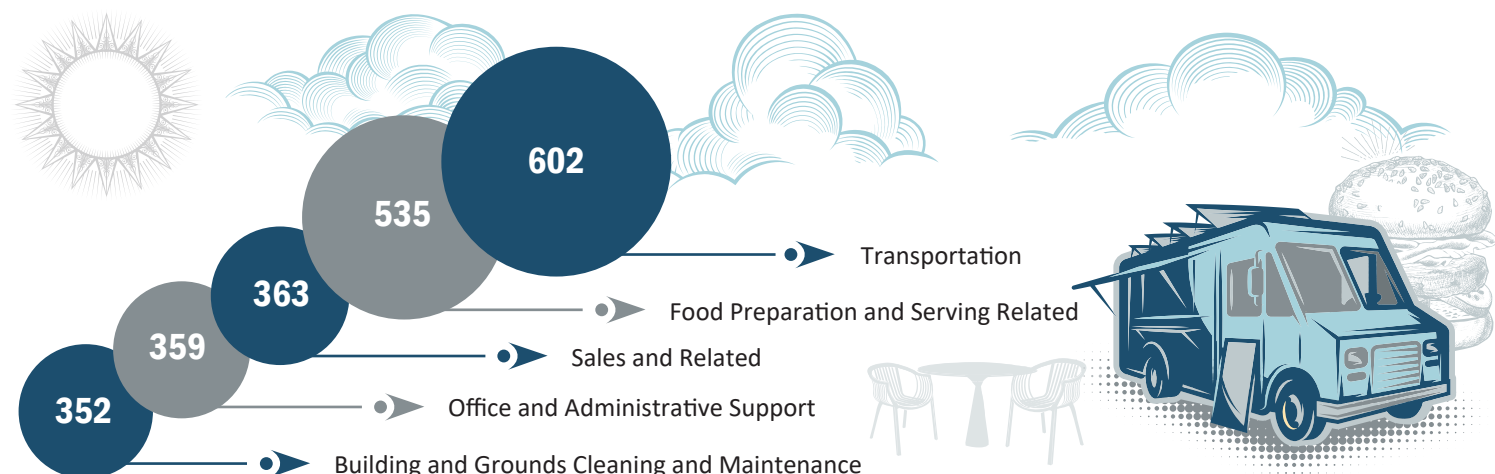 602
535
363
359
352
Transportation
Food Preparation and Serving Related
Sales and Related
Office and Administrative Support
Building and Grounds Cleaning and Maintenance